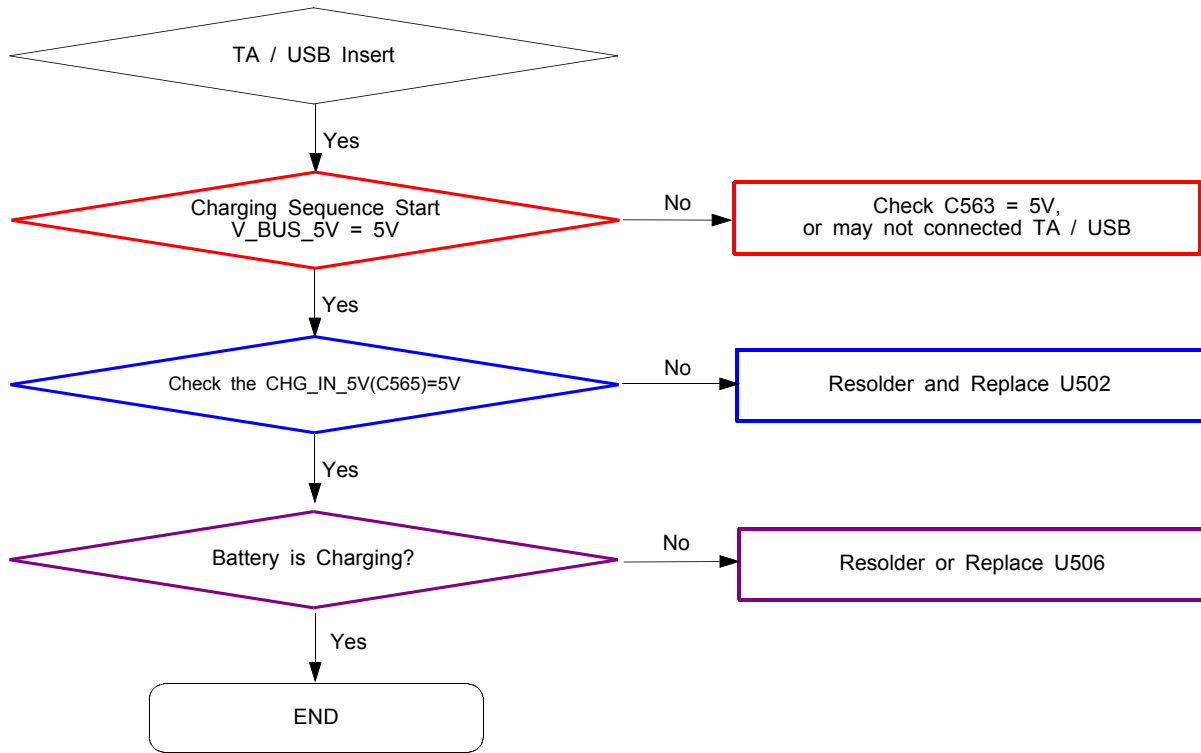 TA / USB Insert
Yes
Charging Sequence Start
V_BUS_5V = 5V
No
Check C563 = 5V,
or may not connected TA / USB
Yes
Check the CHG_IN_5V(C565)=5V
No
Resolder and Replace U502
Yes
Battery is Charging?
No
Resolder or Replace U506
Yes
END